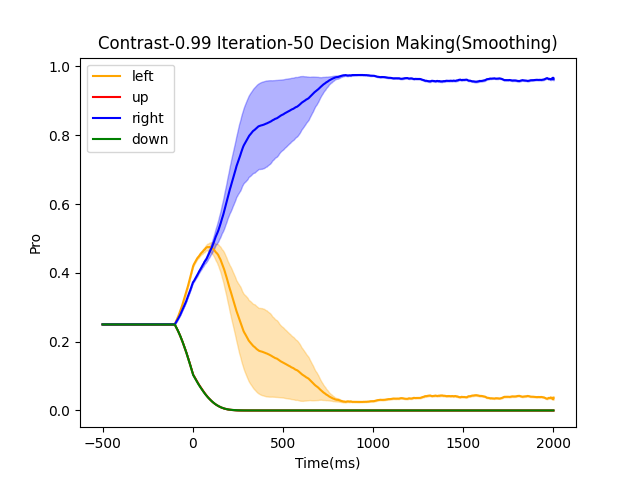 Contrast-0.99 Iteration-50 Decision Making(Smoothing)
1.0
0.8
0.6
0.4
0.2
0.0
Pro
left
up
right
down
−500 0 500 1000 1500 2000
Time(ms)